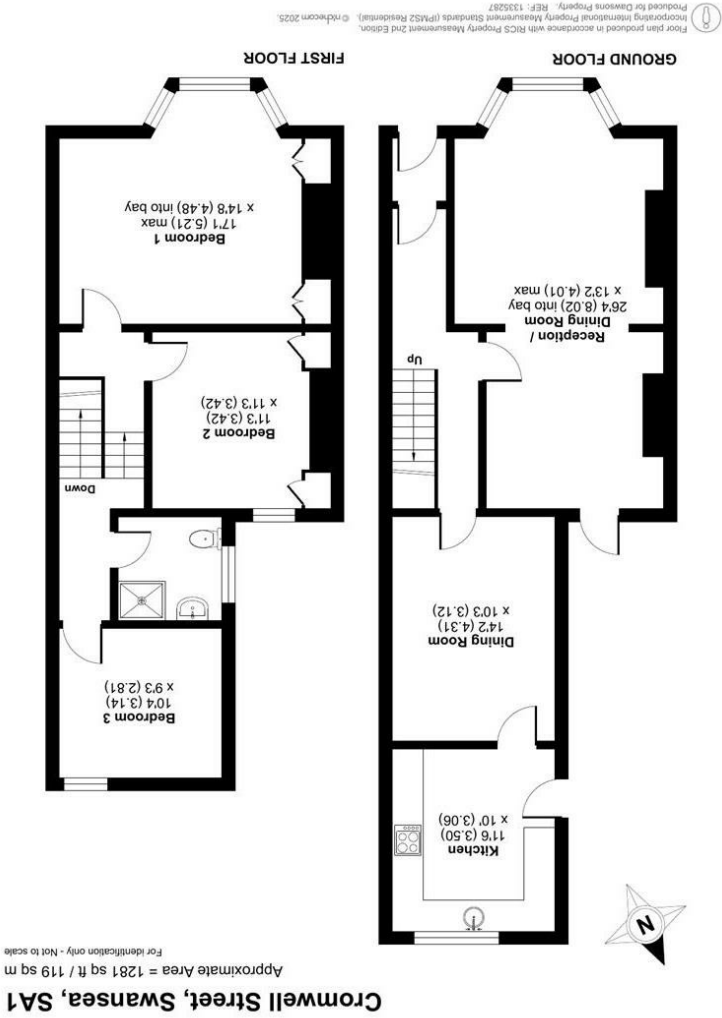 Cromwell Street, Swansea, SA1
Approximate Area = 1281 sq ft / 119 sq m
For identification only - Not to scale
N
Kitchen
11'6 (3.50)
x 10' (3.06)
Dining Room
14'2 (4.31)
x 10'3 (3.12)
Up
Reception /
Dining Room
26'4 (8.02) into bay
x 13'2 (4.01) max
GROUND FLOOR
Bedroom 3
10'4 (3.14)
x 9'3 (2.81)
Down
Bedroom 2
11'3 (3.42)
x 11'3 (3.42)
Bedroom 1
17'1 (5.21) max
x 14'8 (4.48) into bay
FIRST FLOOR
Floor plan produced in accordance with RICS Property Measurement 2nd Edition,
Incorporating International Property Measurement Standards (IPMS2 Residential). © nichecom 2025.
Produced for Dawsons Property. REF: 1335287